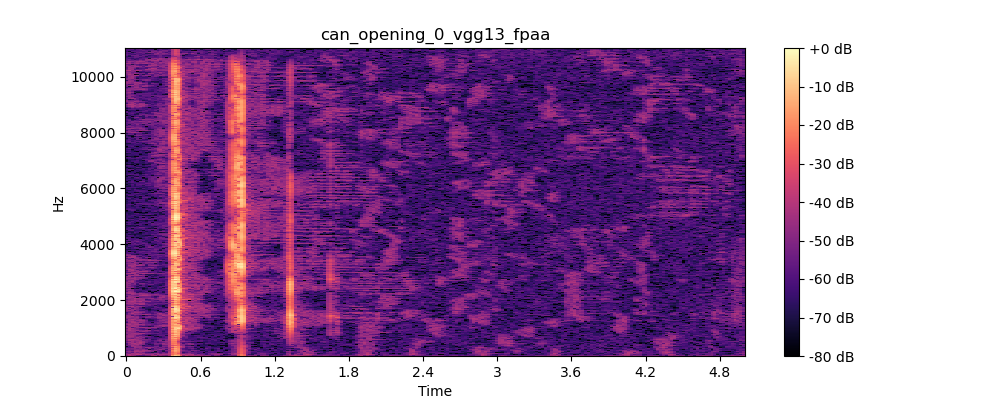 can_opening_0_vgg13_fpaa
Hz
10000
8000
6000
4000
2000
0
0 0.6 1.2 1.8 2.4 3 3.6 4.2 4.8
Time
+0 dB
-10 dB
-20 dB
-30 dB
-40 dB
-50 dB
-60 dB
-70 dB
-80 dB